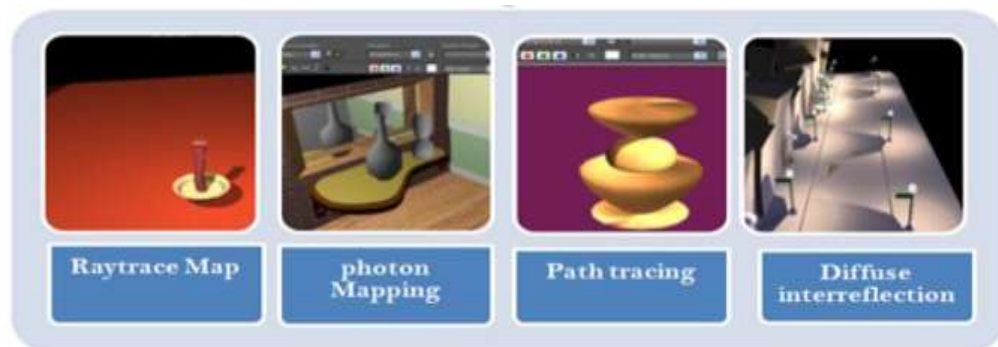 Raytrace Map
photon
Mapping
Path tracing
Diffuse
interreflection